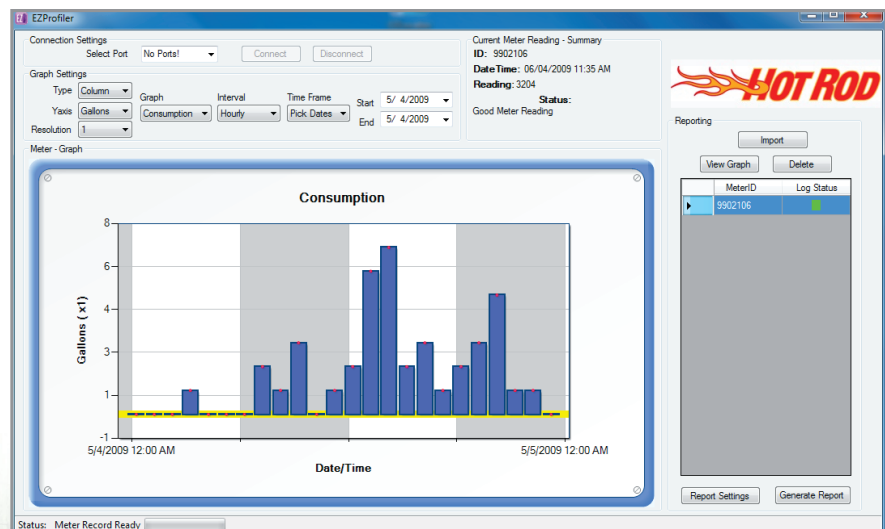 EZProfiler
Connection Settings
Select Port No Ports! Connect Disconnect
Current Meter Reading - Summary
ID: 9902106
DateTime: 06/04/2009 11:35 AM
Reading: 3204
Status:
Good Meter Reading
Graph Settings
Type Column
Yaxis Gallons
Resolution 1
Graph Interval Time Frame
Consumption Hourly Pick Dates
Start 5/ 4/2009
End 5/ 4/2009
HOT ROD
Reporting
Import
View Graph Delete
MeterID Log Status
9902106
Meter - Graph
Consumption
8
6
4
3
1
-1
Gallons ( x1)
5/4/2009 12:00 AM 5/5/2009 12:00 AM
Date/Time
Report Settings Generate Report
Status: Meter Record Ready